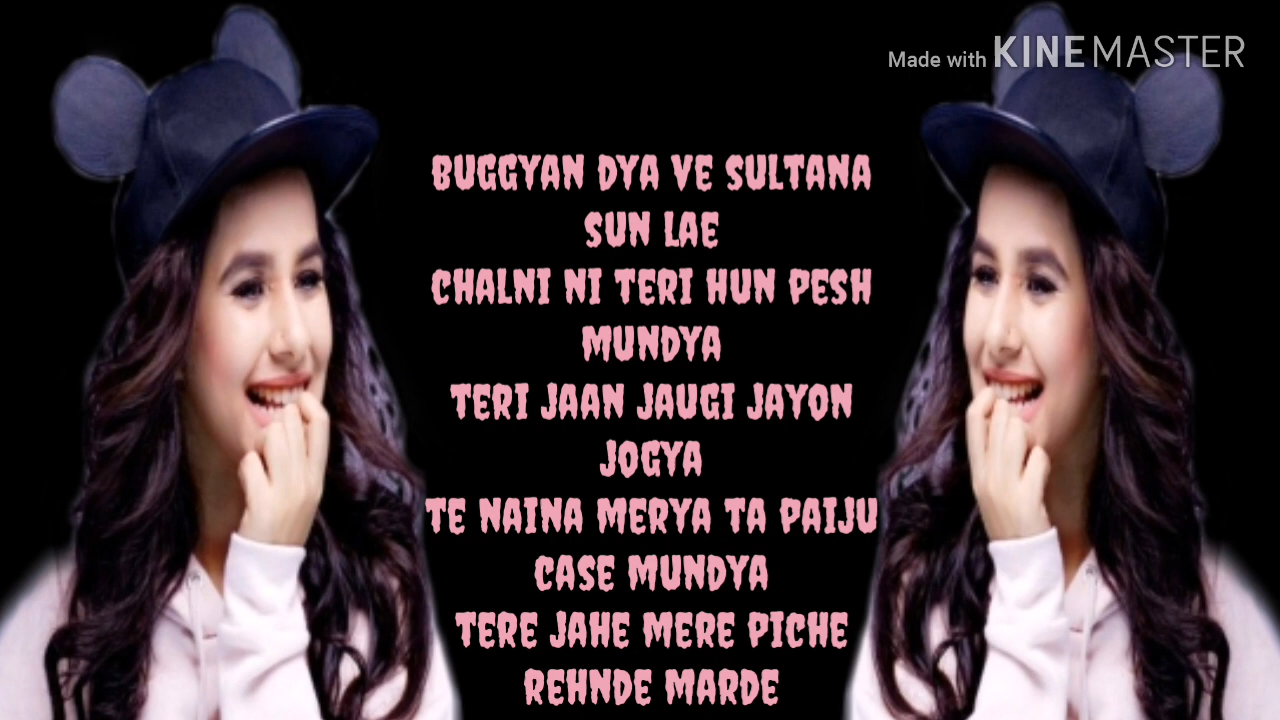 Made with KINEMASTER
BUGGYAN DYA VE SULTANA
SUN LAE
CHALNI NI TERI HUN PESH
MUNDYA
TERI JAAN JAUGI JAYON
JOGYA
TE NAINA MERYA TA PAIJU
CASE MUNDYA
TERE JAHE MERE PICHE
REHNDE MARDE